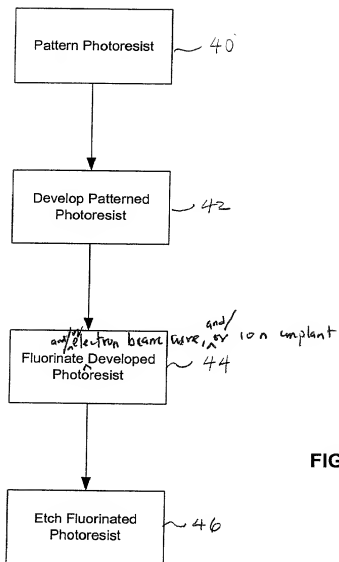 Pattern Photoresist
40
Develop Patterned
Photoresist
42
and/or electron beam cure, and/ or ion implant
Fluorinate Developed
Photoresist
44
FIG
Etch Fluorinated
Photoresist
46